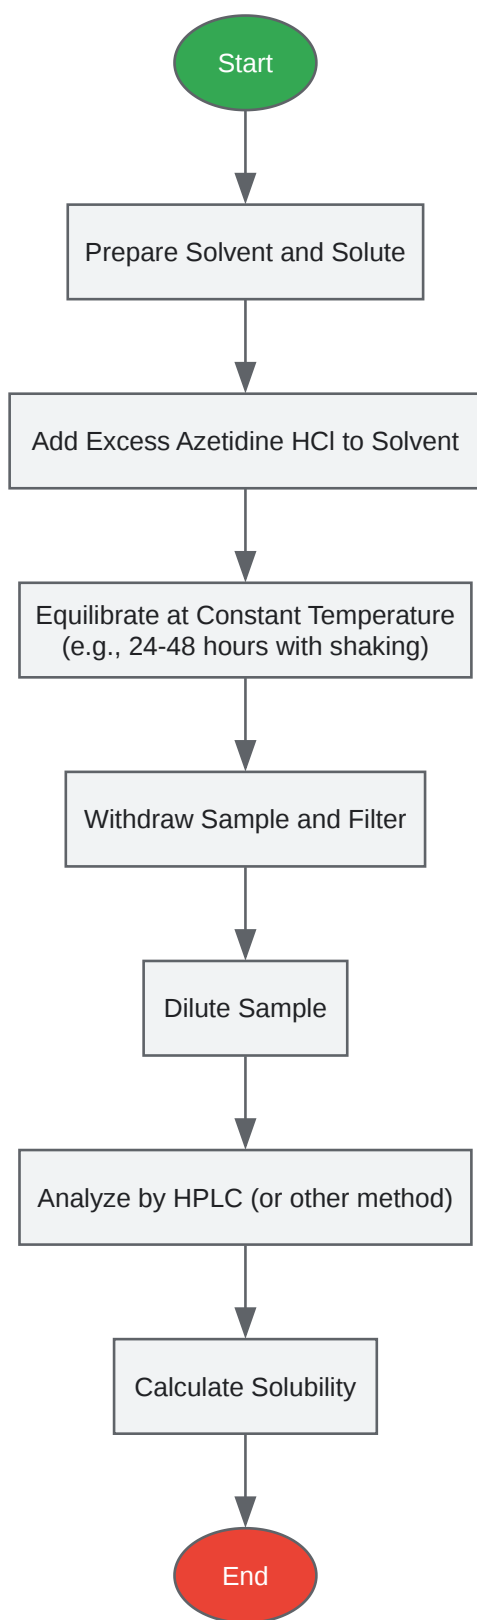 Start
Prepare Solvent and Solute
Add Excess Azetidine HCl to Solvent
Equilibrate at Constant Temperature
(e.g., 24-48 hours with shaking)
Withdraw Sample and Filter
Dilute Sample
Analyze by HPLC (or other method)
Calculate Solubility
End